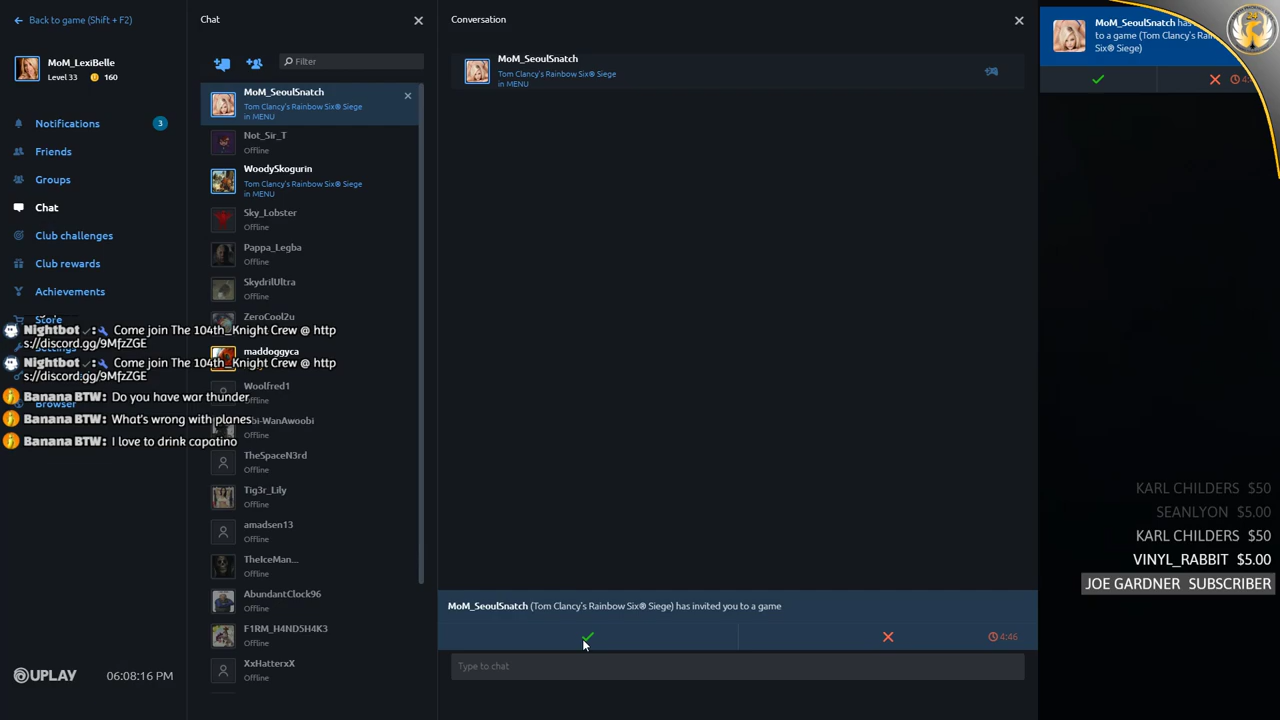 Back to game (Shift + F2)
MoM_LexiBelle
Level 33
160
Notifications
3
Friends
Groups
Chat
Club challenges
Club rewards
Achievements
Store
Browser
Nightbot : Come join The 104th_Knight Crew @ http
s://discord.gg/9MfzZGE
Nightbot : Come join The 104th_Knight Crew @ http
s://discord.gg/9MfzZGE
Banana BTW: Do you have war thunder
Banana BTW: What's wrong with planes
Banana BTW: I love to drink capatino
UPLAY
06:08:16 PM
Chat
Filter
MoM_SeoulSnatch
Tom Clancy's Rainbow Six® Siege
in MENU
Not_Sir_T
Offline
WoodySkogurin
Tom Clancy's Rainbow Six® Siege
in MENU
Sky_Lobster
Offline
Pappa_Legba
Offline
SkydrilUltra
Offline
ZeroCool2u
maddoggyca
Woolfred1
Offline
bi-WanAwoobi
Offline
TheSpaceN3rd
Offline
Tig3r_Lily
Offline
amadsen13
Offline
TheIceMan...
Offline
AbundantClock96
Offline
F1RM_H4ND5H4K3
Offline
XxHatterxX
Offline
Conversation
MoM_SeoulSnatch
Tom Clancy's Rainbow Six® Siege
in MENU
MoM_SeoulSnatch (Tom Clancy's Rainbow Six® Siege) has invited you to a game
4:46
Type to chat
MoM_SeoulSnatch has
to a game (Tom Clancy's Rain
Six® Siege)
KARL CHILDERS $50
SEANLYON $5.00
KARL CHILDERS $50
VINYL_RABBIT $5.00
JOE GARDNER SUBSCRIBER